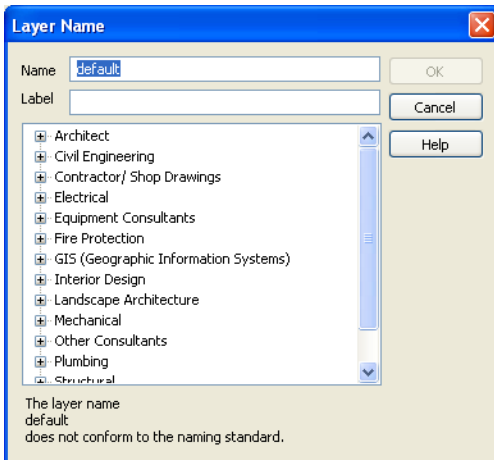 Layer Name
Name default OK
Label Cancel
Help
Architect
Civil Engineering
Contractor/ Shop Drawings
Electrical
Equipment Consultants
Fire Protection
GIS (Geographic Information Systems)
Interior Design
Landscape Architecture
Mechanical
Other Consultants
Plumbing
Structural
The layer name
default
does not conform to the naming standard.